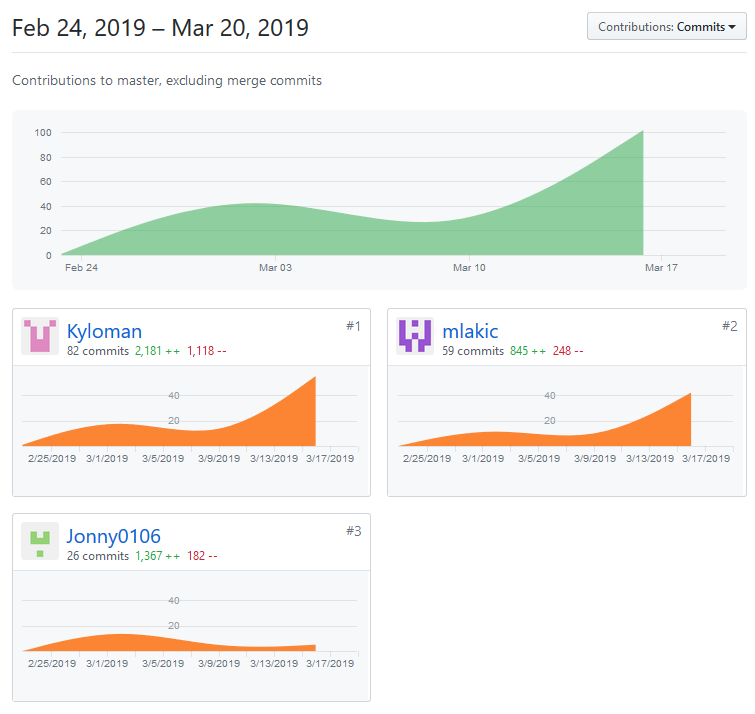 Feb 24, 2019 – Mar 20, 2019
Contributions: Commits
Contributions to master, excluding merge commits
100
80
60
40
20
0
Feb 24 Mar 03 Mar 10 Mar 17
Kyloman #1
82 commits 2,181 ++ 1,118 --
40
20
2/25/2019 3/1/2019 3/5/2019 3/9/2019 3/13/2019 3/17/2019
mlakic #2
59 commits 845 ++ 248 --
40
20
2/25/2019 3/1/2019 3/5/2019 3/9/2019 3/13/2019 3/17/2019
Jonny0106 #3
26 commits 1,367 ++ 182 --
40
20
2/25/2019 3/1/2019 3/5/2019 3/9/2019 3/13/2019 3/17/2019